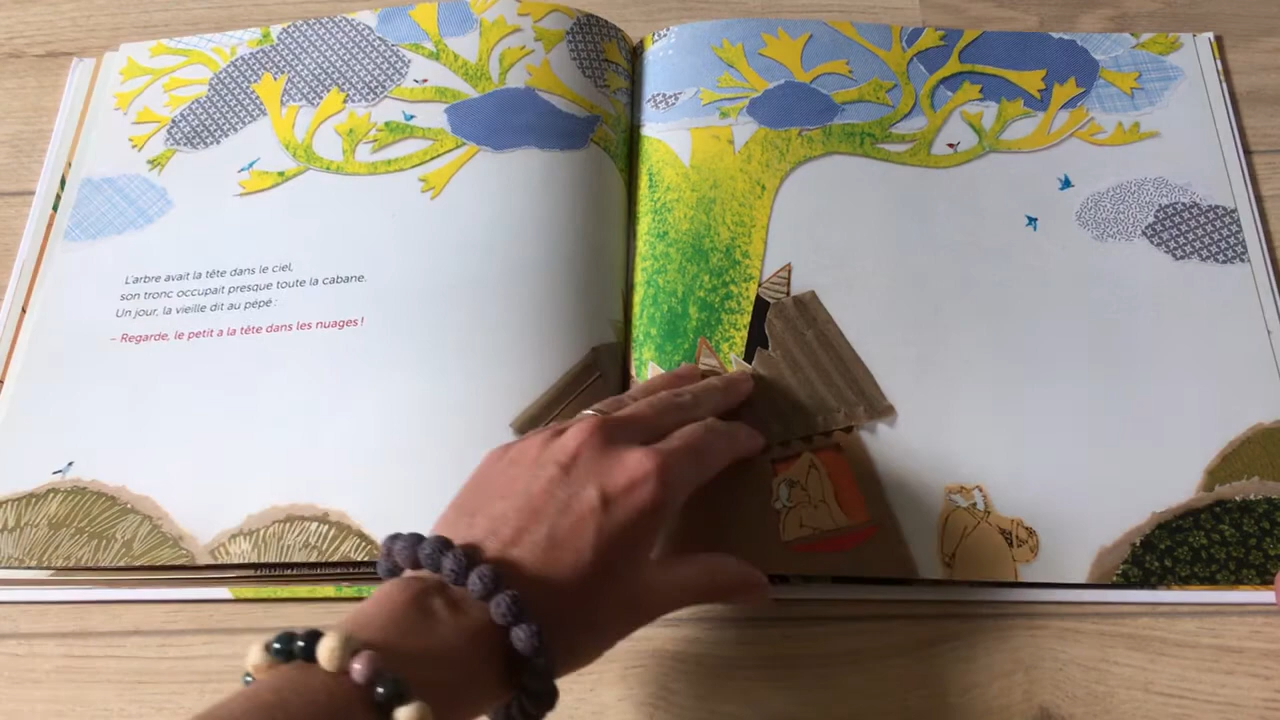 L'arbre avait la tête dans le ciel,
son tronc occupait presque toute la cabane.
Un jour, la vieille dit au pépé :
– Regarde, le petit a la tête dans les nuages !